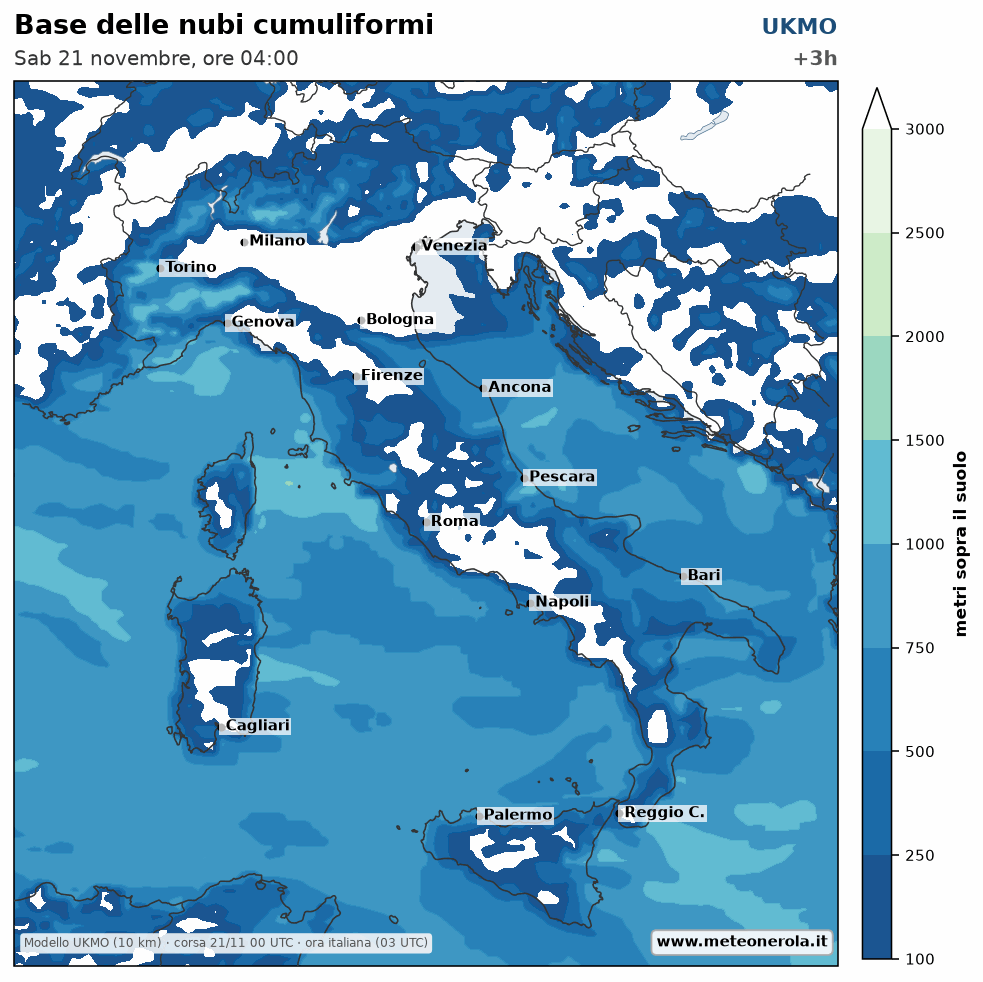 Base delle nubi cumuliformi
UKMO
Sab 21 novembre, ore 04:00
+3h
3000
2500
2000
1500
1000
750
500
250
100
metri sopra il suolo
Milano
Venezia
Torino
Genova
Bologna
Firenze
Ancona
Pescara
Roma
Bari
Napoli
Cagliari
Palermo
Reggio C.
Modello UKMO (10 km) · corsa 21/11 00 UTC · ora italiana (03 UTC)
www.meteonerola.it